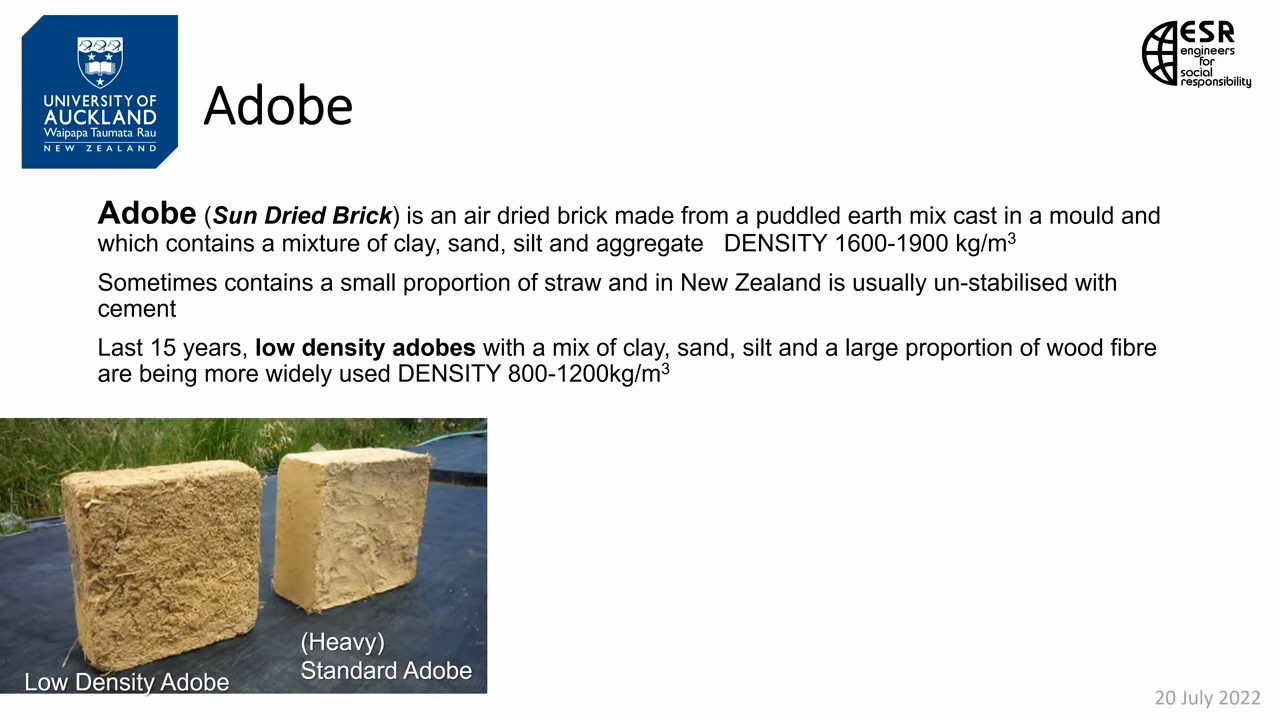 UNIVERSITY OF
AUCKLAND
Waipapa Taumata Rau
NEW ZEALAND
ESR
engineers
for
social
responsibility
Adobe
Adobe (Sun Dried Brick) is an air dried brick made from a puddled earth mix cast in a mould and
which contains a mixture of clay, sand, silt and aggregate DENSITY 1600-1900 kg/m³
Sometimes contains a small proportion of straw and in New Zealand is usually un-stabilised with
cement
Last 15 years, low density adobes with a mix of clay, sand, silt and a large proportion of wood fibre
are being more widely used DENSITY 800-1200kg/m³
(Heavy)
Standard Adobe
Low Density Adobe
20 July 2022